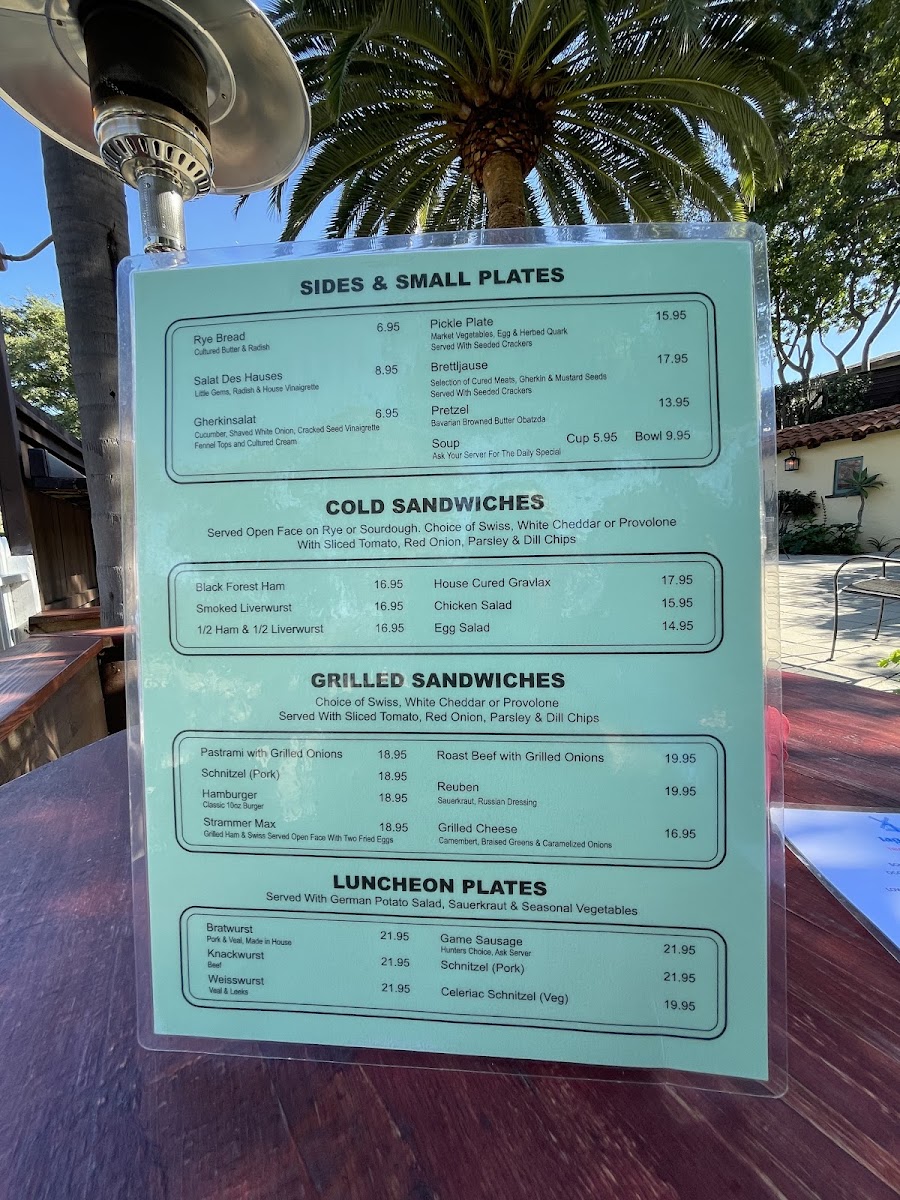 SIDES & SMALL PLATES
Rye Bread 6.95
Cultured Butter & Radish
Salat Des Hauses 8.95
Little Gems, Radish & House Vinaigrette
Gherkinsalat 6.95
Cucumber, Shaved White Onion, Cracked Seed Vinaigrette
Fennel Tops and Cultured Cream
Pickle Plate 15.95
Market Vegetables, Egg & Herbed Quark
Served With Seeded Crackers
Brettljause 17.95
Selection of Cured Meats, Gherkin & Mustard Seeds
Served With Seeded Crackers
Pretzel 13.95
Bavarian Browned Butter Obatzda
Soup Cup 5.95 Bowl 9.95
Ask Your Server For The Daily Special
COLD SANDWICHES
Served Open Face on Rye or Sourdough. Choice of Swiss, White Cheddar or Provolone
With Sliced Tomato, Red Onion, Parsley & Dill Chips
Black Forest Ham 16.95
Smoked Liverwurst 16.95
1/2 Ham & 1/2 Liverwurst 16.95
House Cured Gravlax 17.95
Chicken Salad 15.95
Egg Salad 14.95
GRILLED SANDWICHES
Choice of Swiss, White Cheddar or Provolone
Served With Sliced Tomato, Red Onion, Parsley & Dill Chips
Pastrami with Grilled Onions 18.95
Schnitzel (Pork) 18.95
Hamburger 18.95
Classic 10oz Burger
Strammer Max 18.95
Grilled Ham & Swiss Served Open Face With Two Fried Eggs
Roast Beef with Grilled Onions 19.95
Reuben 19.95
Sauerkraut, Russian Dressing
Grilled Cheese 16.95
Camembert, Braised Greens & Caramelized Onions
LUNCHEON PLATES
Served With German Potato Salad, Sauerkraut & Seasonal Vegetables
Bratwurst 21.95
Pork & Veal, Made in House
Knackwurst 21.95
Beef
Weisswurst 21.95
Veal & Leeks
Game Sausage 21.95
Hunters Choice, Ask Server
Schnitzel (Pork) 21.95
Celeriac Schnitzel (Veg) 19.95